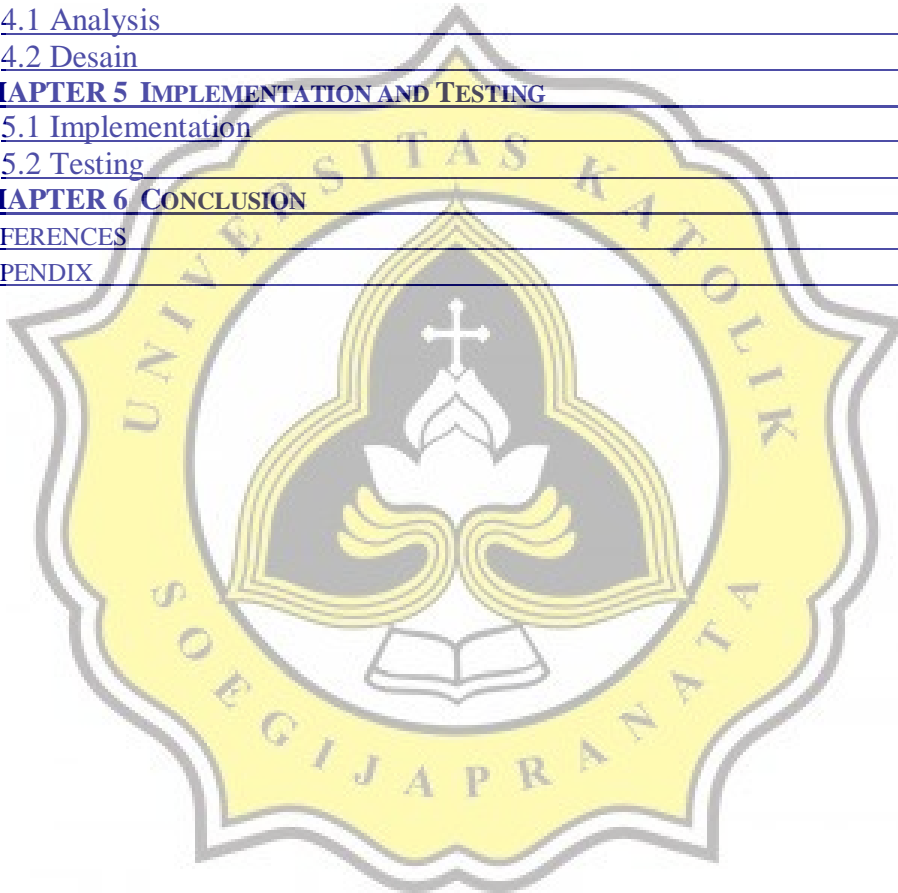 4.1 Analysis
4.2 Desain
IAPTER 5 IMPLEMENTATION AND TESTING
5.1 Implementation
5.2 Testing
IAPTER 6 CONCLUSION
FERENCES
PENDIX
UNIVERSITAS KATOLIK
SOEGIJAPRANATA